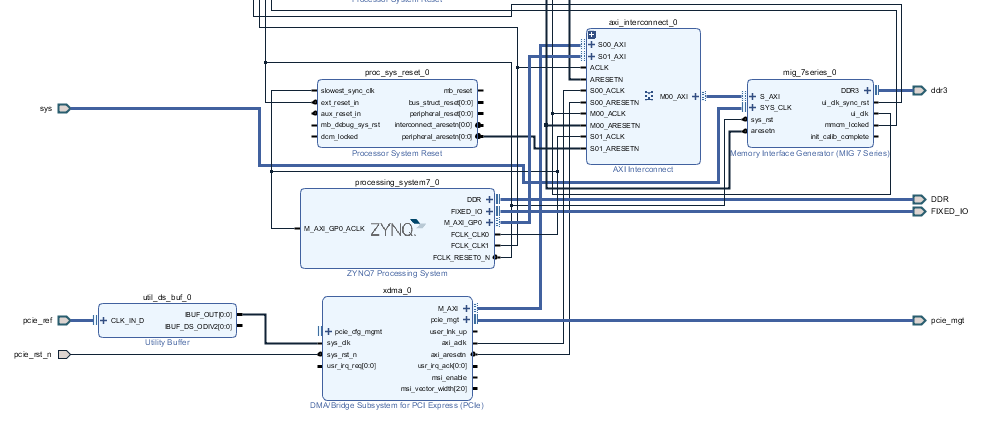 Processor System Reset
axi_interconnect_0
S00_AXI
S01_AXI
ACLK
ARESETN
S00_ACLK
S00_ARESETN
M00_ACLK
M00_ARESETN
S01_ACLK
S01_ARESETN
M00_AXI
AXI Interconnect
proc_sys_reset_0
slowest_sync_clk
ext_reset_in
aux_reset_in
mb_debug_sys_rst
dcm_locked
mb_reset
bus_struct_reset[0:0]
peripheral_reset[0:0]
interconnect_aresetn[0:0]
peripheral_aresetn[0:0]
Processor System Reset
mig_7series_0
S_AXI
SYS_CLK
sys_rst
aresetn
DDR3
ui_clk_sync_rst
ui_clk
mmcm_locked
init_calib_complete
Memory Interface Generator (MIG 7 Series)
sys
ddr3
processing_system7_0
M_AXI_GP0_ACLK
ZYNQ
DDR
FIXED_IO
M_AXI_GP0
FCLK_CLK0
FCLK_CLK1
FCLK_RESET0_N
ZYNQ7 Processing System
DDR
FIXED_IO
util_ds_buf_0
pcie_ref
CLK_IN_D
IBUF_OUT[0:0]
IBUF_DS_ODIV2[0:0]
Utility Buffer
pcie_rst_n
xdma_0
pcie_cfg_mgmt
sys_clk
sys_rst_n
usr_irq_req[0:0]
M_AXI
pcie_mgt
user_lnk_up
axi_aclk
axi_aresetn
usr_irq_ack[0:0]
msi_enable
msi_vector_width[2:0]
DMA/Bridge Subsystem for PCI Express (PCIe)
pcie_mgt